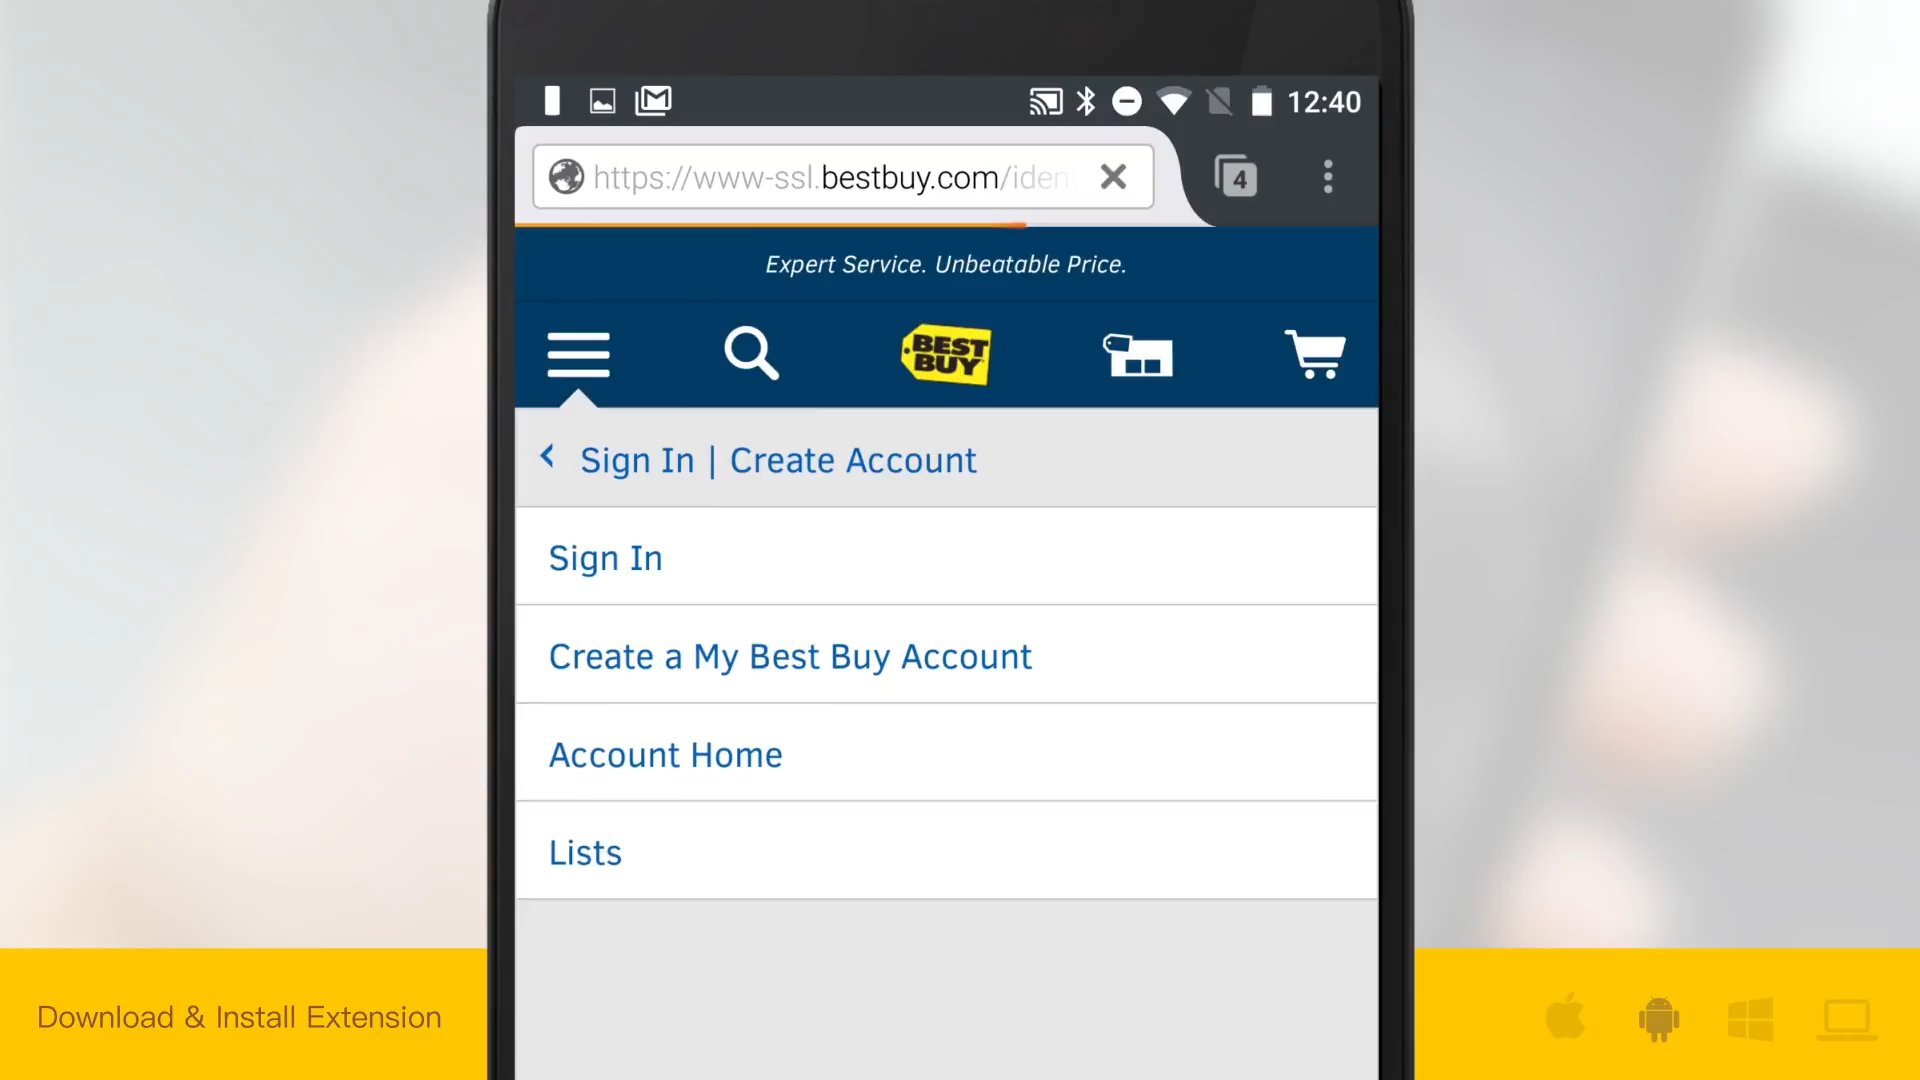 12:40
https://www-ssl.bestbuy.com/iden
4
Expert Service. Unbeatable Price.
BEST
BUY
Sign In | Create Account
Sign In
Create a My Best Buy Account
Account Home
Lists
Download & Install Extension